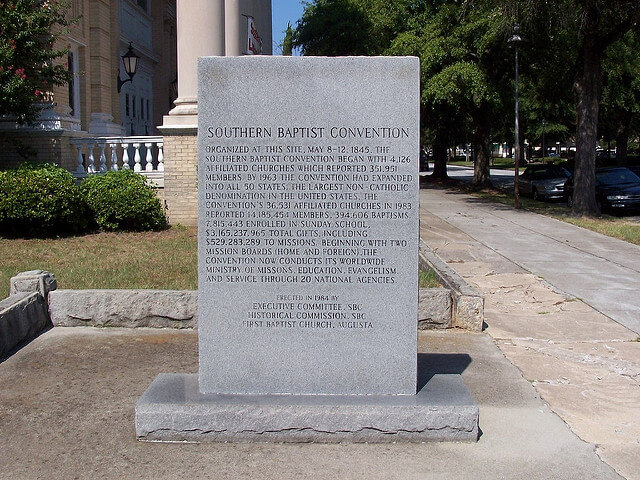 SOUTHERN BAPTIST CONVENTION
ORGANIZED AT THIS SITE, MAY 8-12, 1845, THE
SOUTHERN BAPTIST CONVENTION BEGAN WITH 4,126
AFFILIATED CHURCHES WHICH REPORTED 351,951
MEMBERS. BY 1963 THE CONVENTION HAD EXPANDED
INTO ALL 50 STATES. THE LARGEST NON-CATHOLIC
DENOMINATION IN THE UNITED STATES, THE
CONVENTION'S 36,531 AFFILIATED CHURCHES IN 1983
REPORTED 14,185,454 MEMBERS, 394,606 BAPTISMS,
7,815,443 ENROLLED IN SUNDAY SCHOOL,
$3,165,237,965 TOTAL GIFTS, INCLUDING
$529,283,289 TO MISSIONS. BEGINNING WITH TWO
MISSION BOARDS (HOME AND FOREIGN), THE
CONVENTION NOW CONDUCTS ITS WORLDWIDE
MINISTRY OF MISSONS, EDUCATION, EVANGELISM
AND SERVICE THROUGH 20 NATIONAL AGENCIES.
ERECTED IN 1984 BY
EXECUTIVE COMMITTEE, SBC
HISTORICAL COMMISSION, SBC
FIRST BAPTIST CHURCH, AUGUSTA